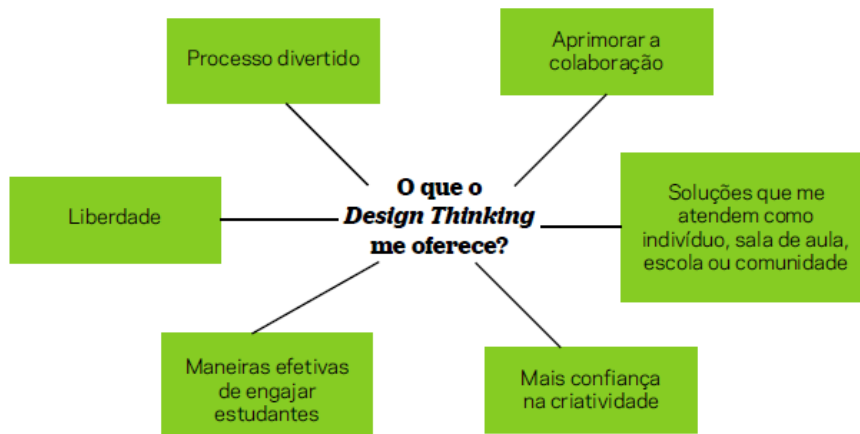 Processo divertido
Aprimorar a
colaboração
Liberdade
O que o
Design Thinking
me oferece?
Soluções que me
atendem como
indivíduo, sala de aula,
escola ou comunidade
Maneiras efetivas
de engajar
estudantes
Mais confiança
na criatividade